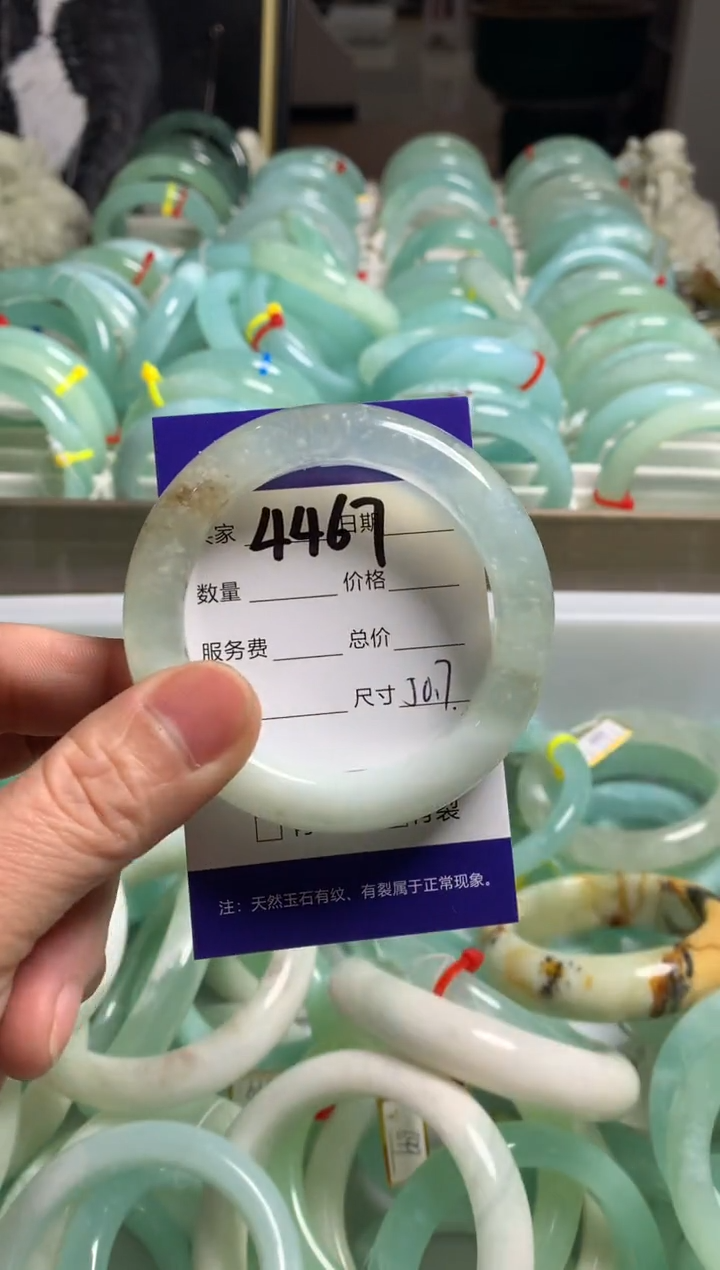 家 4467 日期
数量 价格
服务费 总价
尺寸 50.7
有裂
注：天然玉石有纹、有裂属于正常现象。